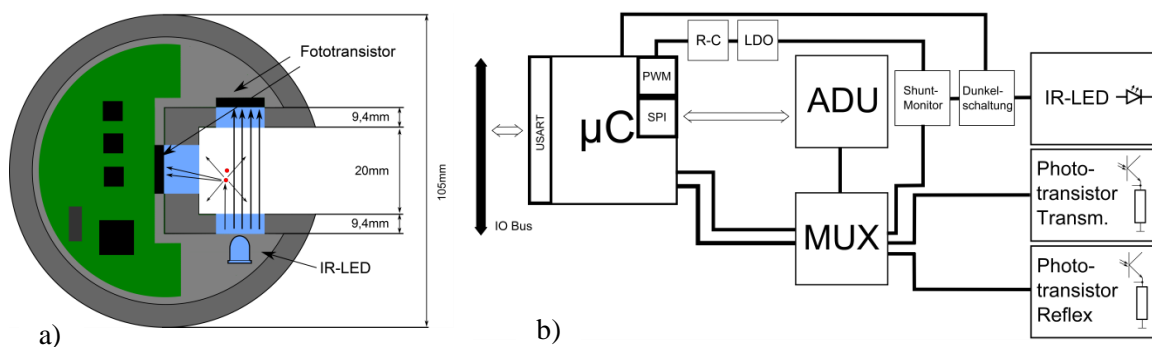 Fototransistor
9,4mm
20mm
9,4mm
105mm
IR-LED
a)
IO Bus
USART
µC
PWM
SPI
R-C
LDO
ADU
MUX
Shunt-
Monitor
Dunkel-
schaltung
IR-LED
Photo-
transistor
Transm.
Photo-
transistor
Reflex
b)